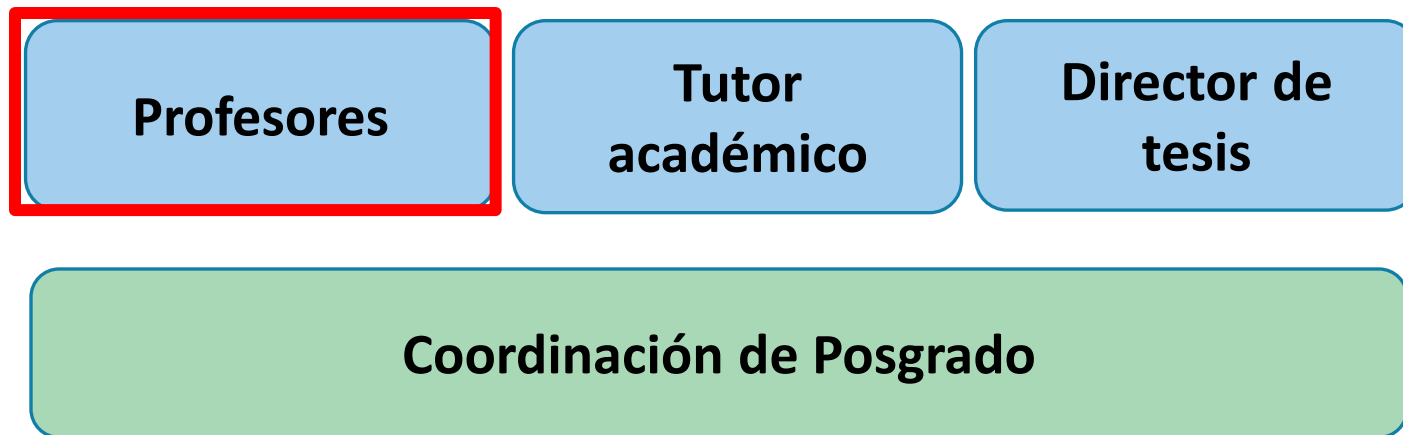 Profesores
Tutor
académico
Director de
tesis
Coordinación de Posgrado